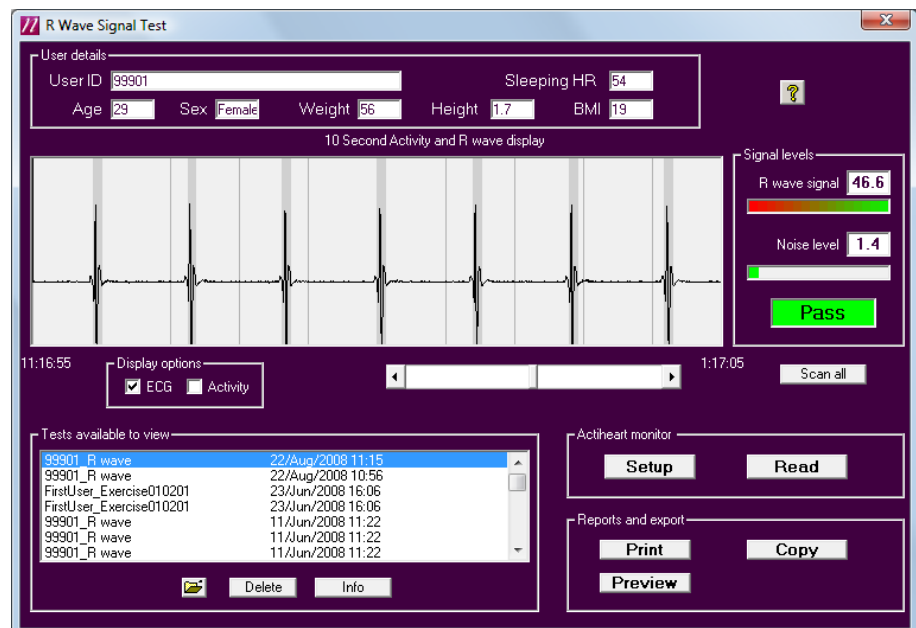 R Wave Signal Test
User details
User ID 99901 Sleeping HR 54
Age 29 Sex Female Weight 56 Height 1.7 BMI 19
?
10 Second Activity and R wave display
Signal levels
R wave signal 46.6
Noise level 1.4
Pass
11:16:55 1:17:05
Display options
ECG Activity
Scan all
Tests available to view
99901_R wave 22/Aug/2008 11:15
99901_R wave 22/Aug/2008 10:56
FirstUser_Exercise010201 23/Jun/2008 16:06
FirstUser_Exercise010201 23/Jun/2008 16:06
99901_R wave 11/Jun/2008 11:22
99901_R wave 11/Jun/2008 11:22
99901_R wave 11/Jun/2008 11:22
Delete Info
Actiheart monitor
Setup Read
Reports and export
Print Copy
Preview